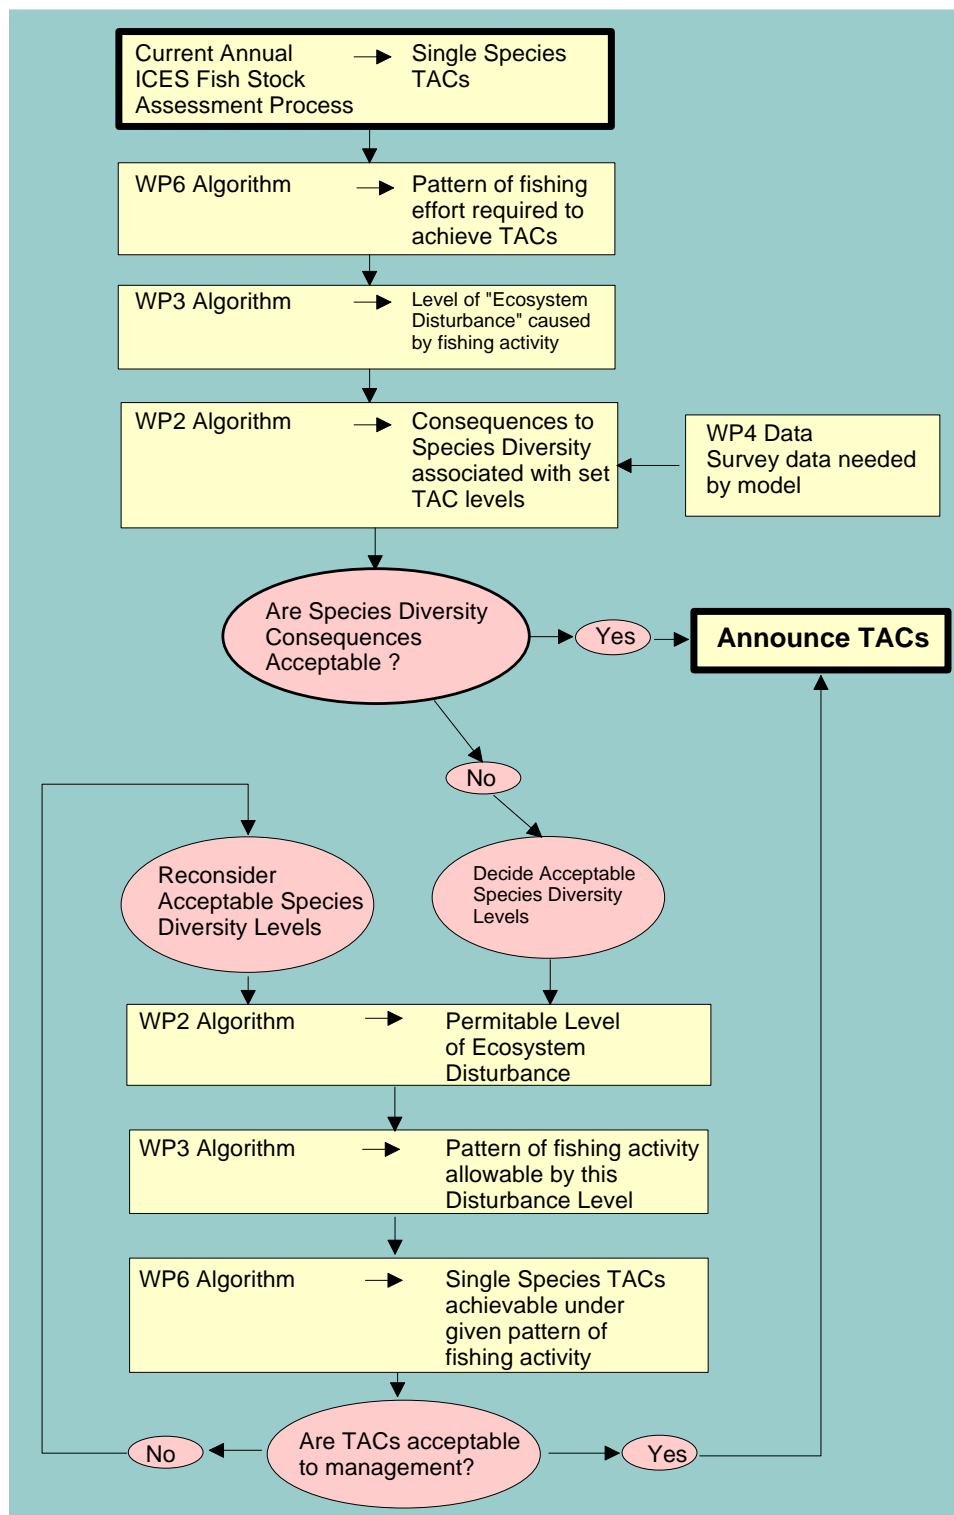 Current Annual
ICES Fish Stock
Assessment Process
Single Species
TACs
WP6 Algorithm
Pattern of fishing
effort required to
achieve TACs
WP3 Algorithm
Level of "Ecosystem
Disturbance" caused
by fishing activity
WP2 Algorithm
Consequences to
Species Diversity
associated with set
TAC levels
WP4 Data
Survey data needed
by model
Are Species Diversity
Consequences
Acceptable ?
Yes
Announce TACs
No
Reconsider
Acceptable Species
Diversity Levels
Decide Acceptable
Species Diversity
Levels
WP2 Algorithm
Permitable Level
of Ecosystem
Disturbance
WP3 Algorithm
Pattern of fishing activity
allowable by this
Disturbance Level
WP6 Algorithm
Single Species TACs
achievable under
given pattern of
fishing activity
Are TACs acceptable
to management?
No
Yes